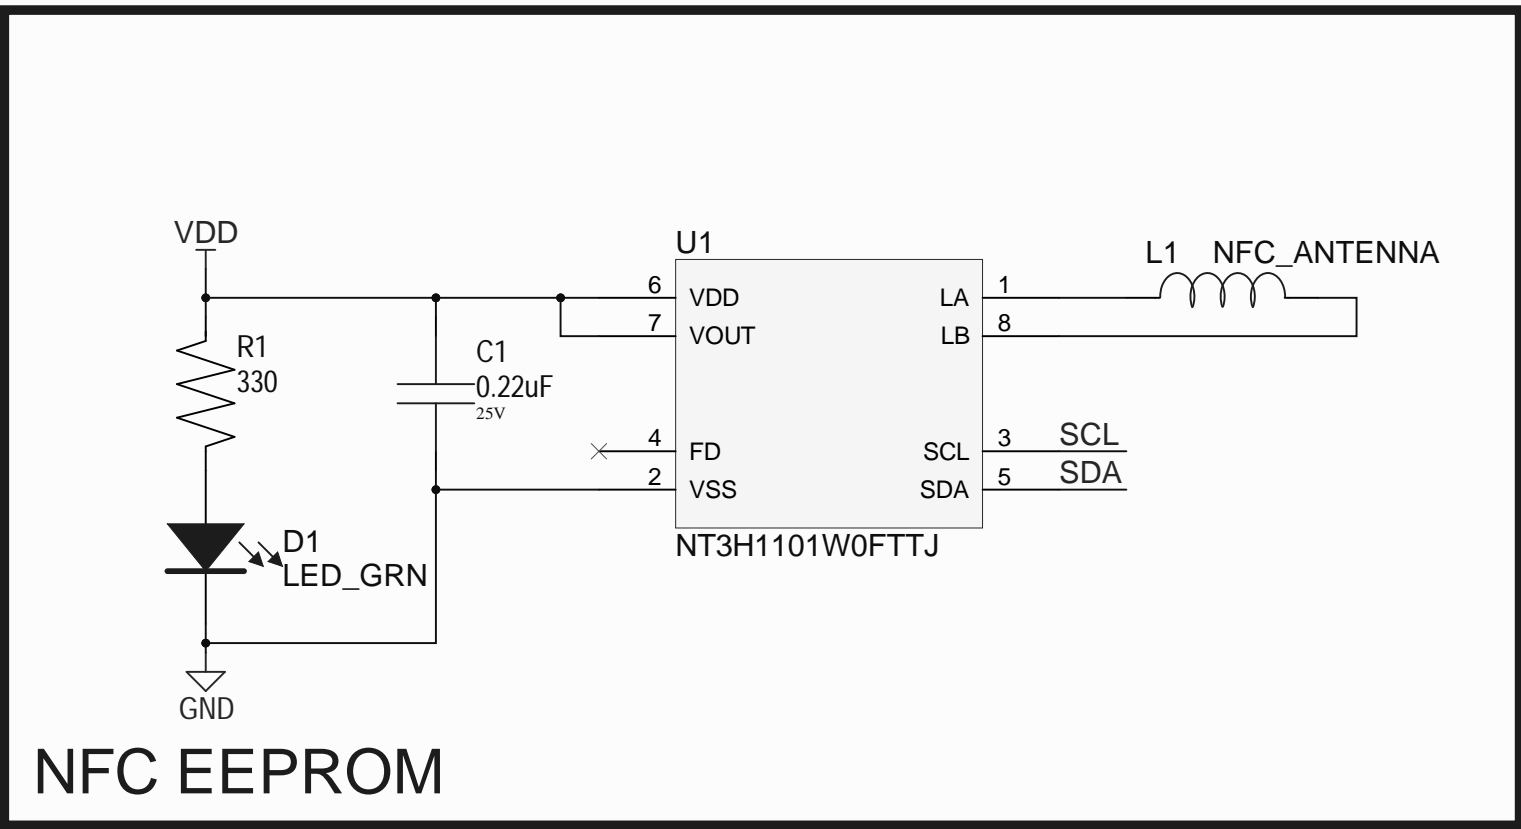 VDD
R1
330
C1
0.22uF
25V
D1
LED_GRN
GND
U1
6 VDD LA 1
7 VOUT LB 8
4 FD SCL 3 SCL
2 VSS SDA 5 SDA
NT3H1101W0FTTJ
L1 NFC_ANTENNA
NFC EEPROM